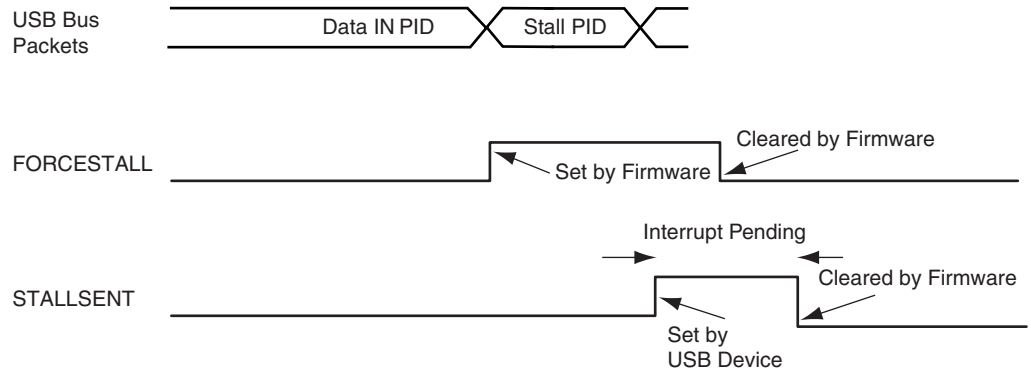 USB Bus
Packets
Data IN PID
Stall PID
FORCESTALL
Set by Firmware
Cleared by Firmware
Interrupt Pending
STALLSENT
Set by
USB Device
Cleared by Firmware